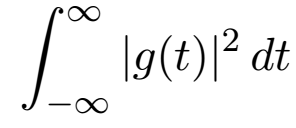 ∫_{-∞}^{∞} |g(t)|² dt